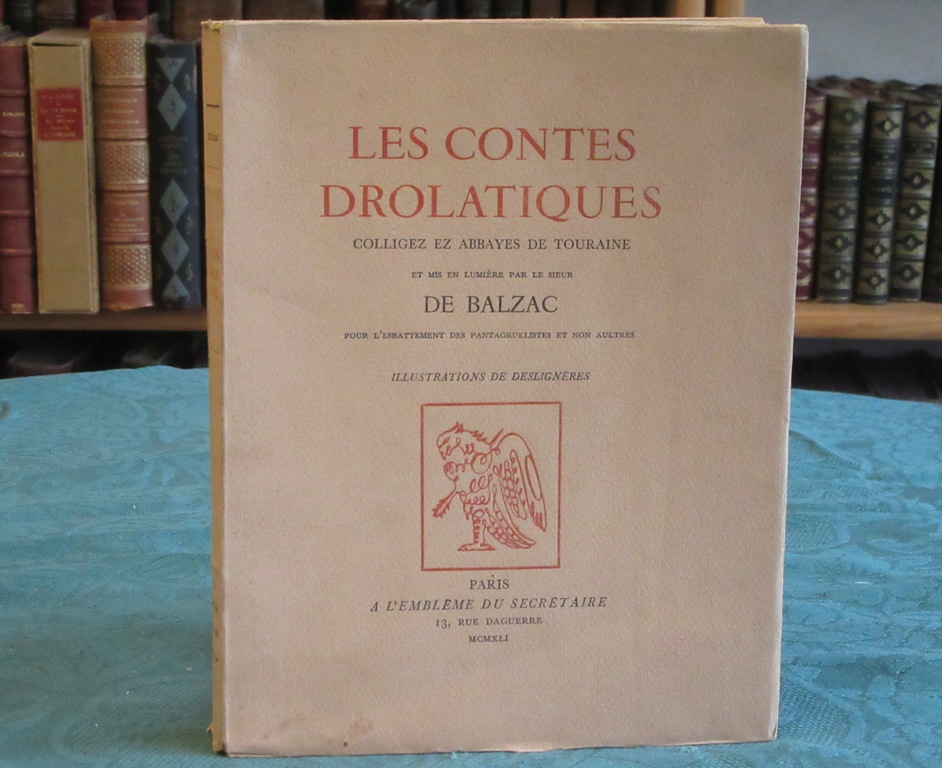 LES CONTES
DROLATIQUES
COLLIGEZ EZ ABBAYES DE TOURAINE
ET MIS EN LUMIÈRE PAR LE SIEUR
DE BALZAC
POUR L'ESBATTEMENT DES PANTAGRUELISTES ET NON AULTRES
ILLUSTRATIONS DE DESLIGNÈRES
PARIS
A L'EMBLÈME DU SECRÉTAIRE
13, RUE DAGUERRE
MCMXLI